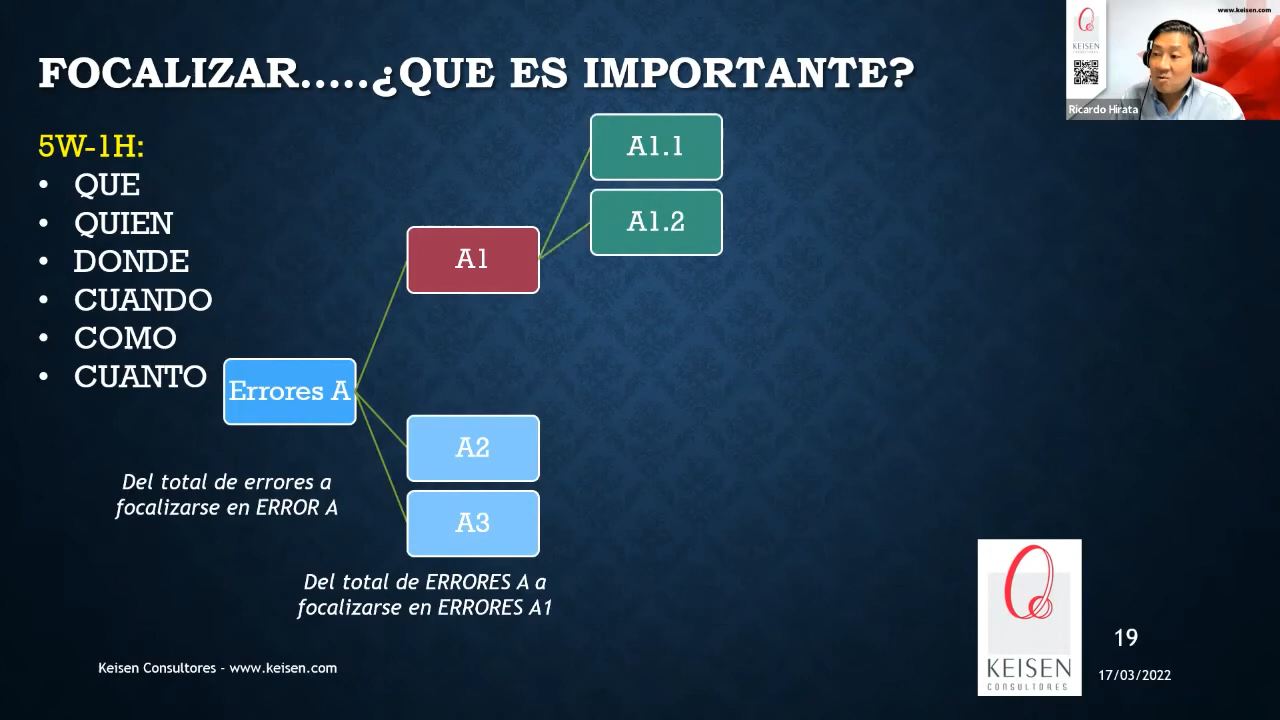 FOCALIZAR.....¿QUE ES IMPORTANTE?
5W-1H:
• QUE
• QUIEN
• DONDE
• CUANDO
• COMO
• CUANTO
Errores A
A1
A1.1
A1.2
A2
A3
Del total de errores a
focalizarse en ERROR A
Del total de ERRORES A a
focalizarse en ERRORES A1
Keisen Consultores - www.keisen.com
KEISEN
CONSULTORES
19
17/03/2022
www.keisen.com
KEISEN
CONSULTORES
Ricardo Hirata